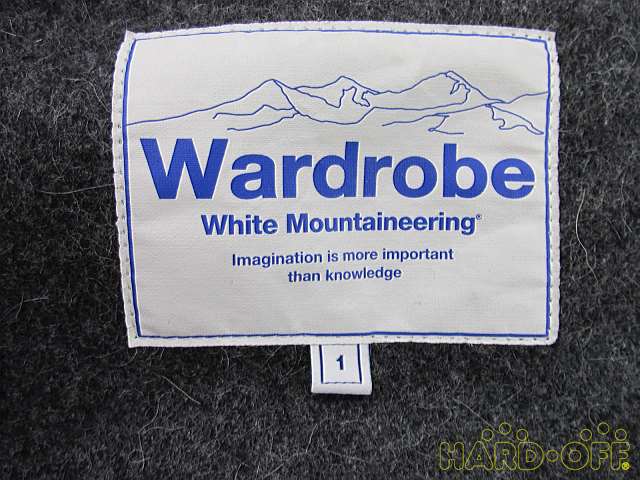 Wardrobe
White Mountaineering®
Imagination is more important
than knowledge
1
HARD·OFF®